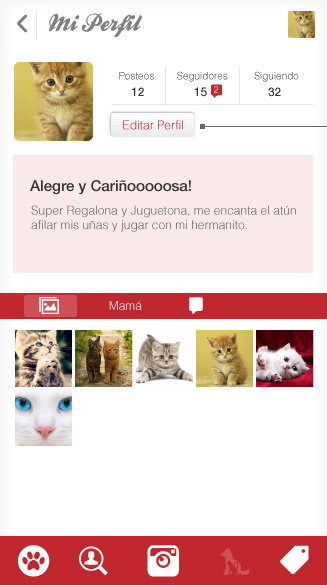 Mi Perfil
Posteos Seguidores Siguiendo
12 15 2 32
Editar Perfil
Alegre y Cariñooooosa!
Super Regalona y Juguetona, me encanta el atún
afilar mis uñas y jugar con mi hermanito.
Mamá